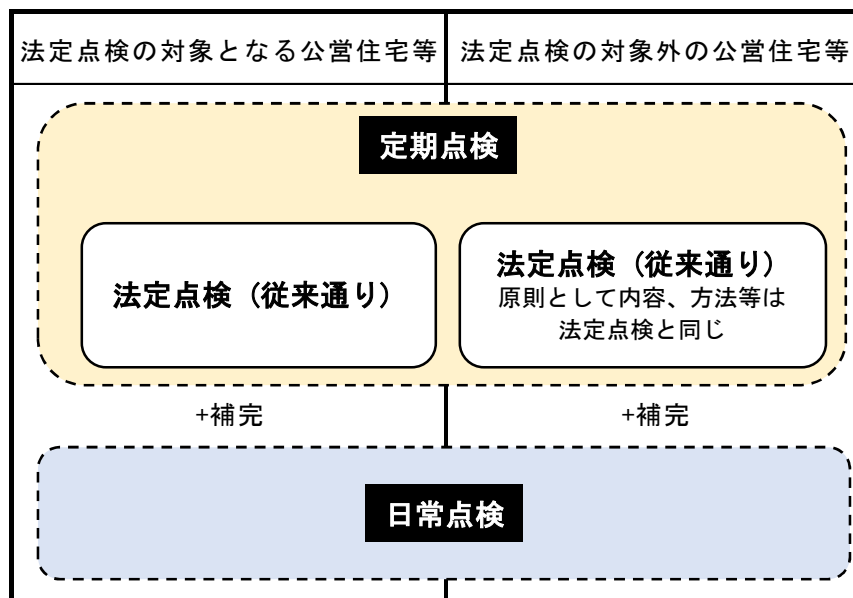 法定点検の対象となる公営住宅等
法定点検の対象外の公営住宅等
定期点検
法定点検（従来通り）
法定点検（従来通り）
原則として内容、方法等は
法定点検と同じ
+補完
+補完
日常点検